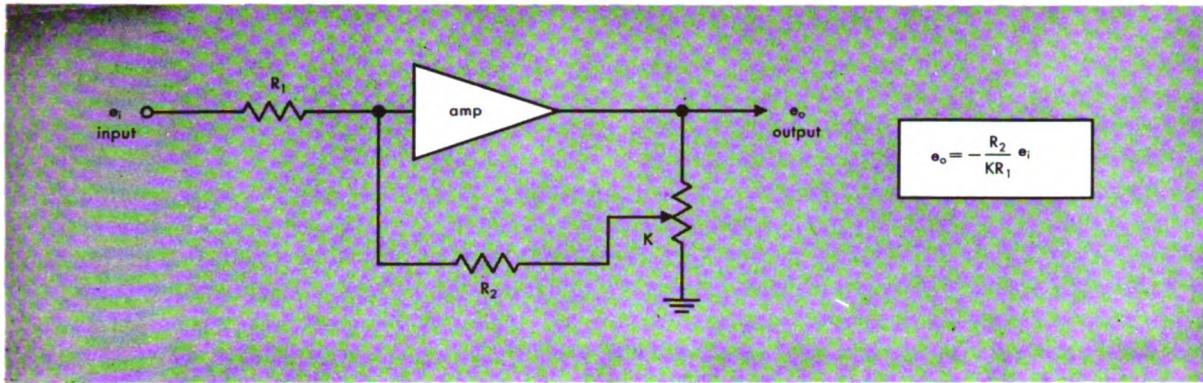 R₁
eᵢ
input
amp
eₒ
output
eₒ = − R₂ / KR₁ eᵢ
K
R₂